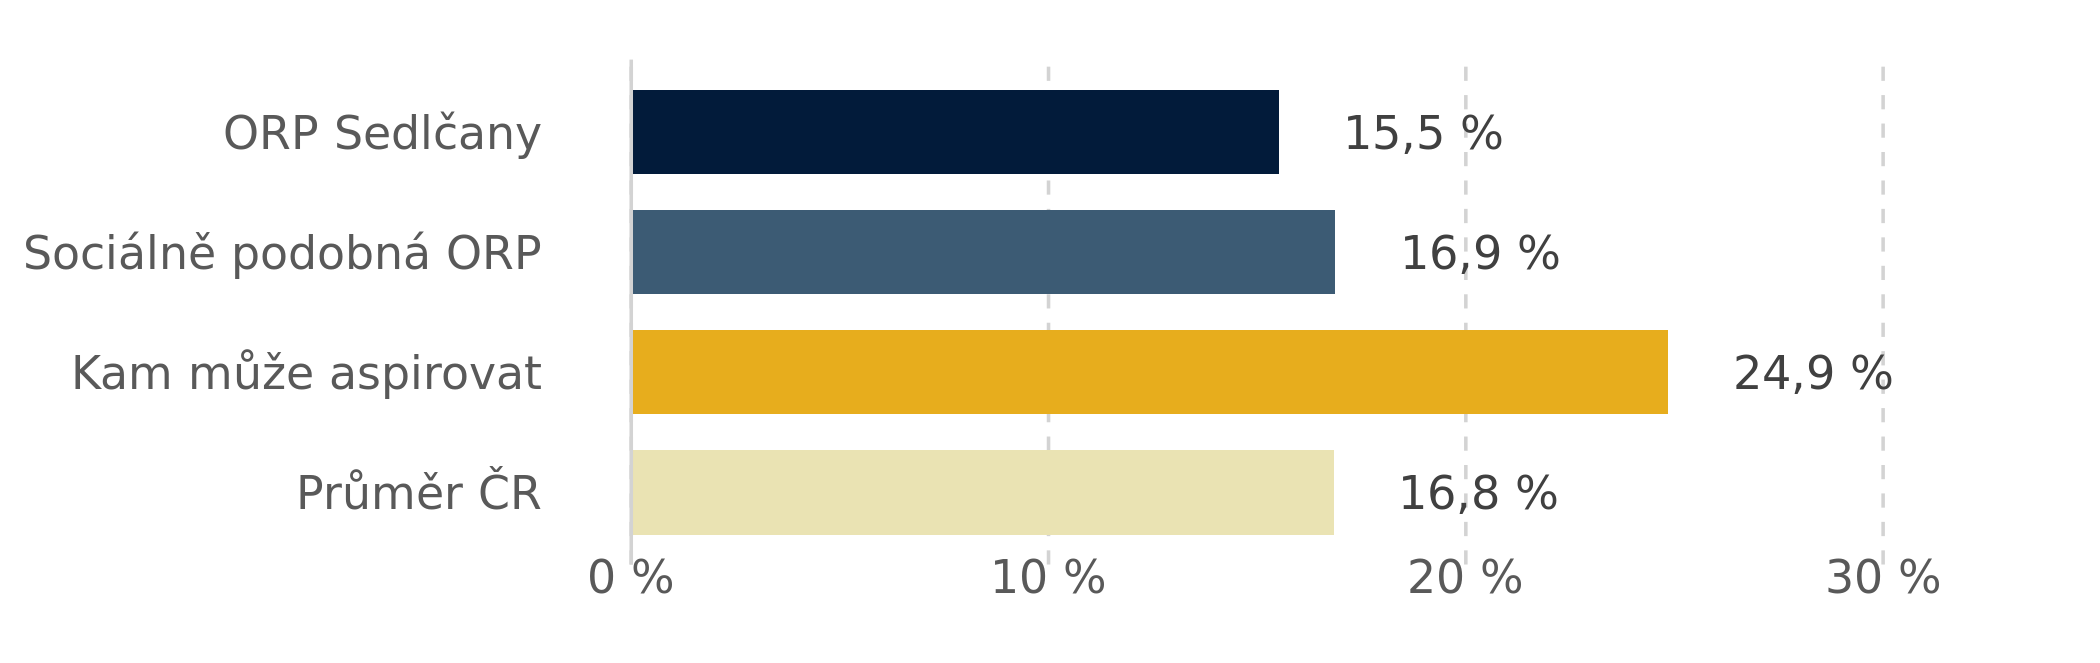 ORP Sedlčany 15,5 %
Sociálně podobná ORP 16,9 %
Kam může aspirovat 24,9 %
Průměr ČR 16,8 %
0 % 10 % 20 % 30 %